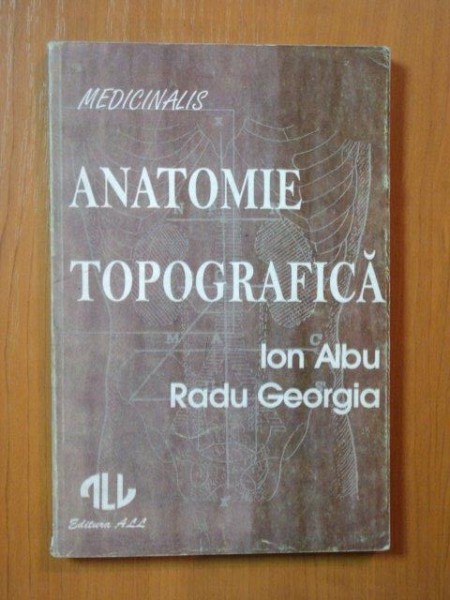 MEDICINALIS
ANATOMIE
TOPOGRAFICĂ
Ion Albu
Radu Georgia
ALL
Editura ALL